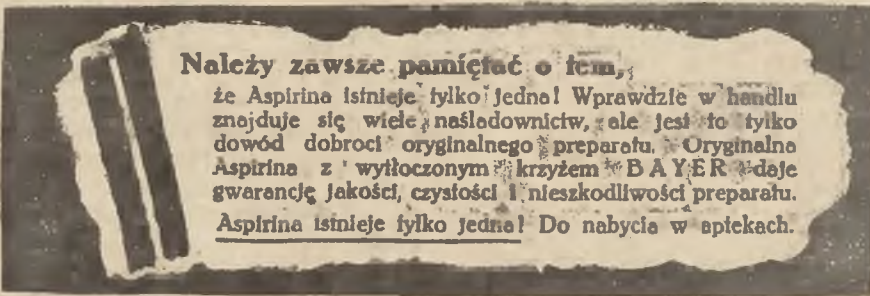 Należy zawsze pamiętać o tem,
że Aspirina istnieje tylko jedna! Wprawdzie w handlu
znajduje się wiele naśladownictw, ale jest to tylko
dowód dobroci oryginalnego preparatu. Oryginalna
Aspirina z wytłoczonym krzyżem BAYER daje
gwarancję jakości, czystości i nieszkodliwości preparatu.
Aspirina istnieje tylko jedna! Do nabycia w aptekach.